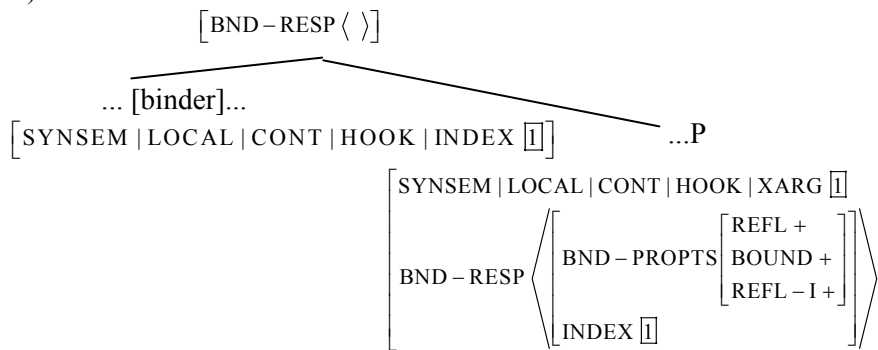 )
[BND – RESP ⟨ ⟩]
... [binder]...
[SYNSEM | LOCAL | CONT | HOOK | INDEX [1]]
...P
SYNSEM | LOCAL | CONT | HOOK | XARG [1]
REFL +
BND – RESP ⟨ BND – PROPTS BOUND + ⟩
REFL – I +
INDEX [1]